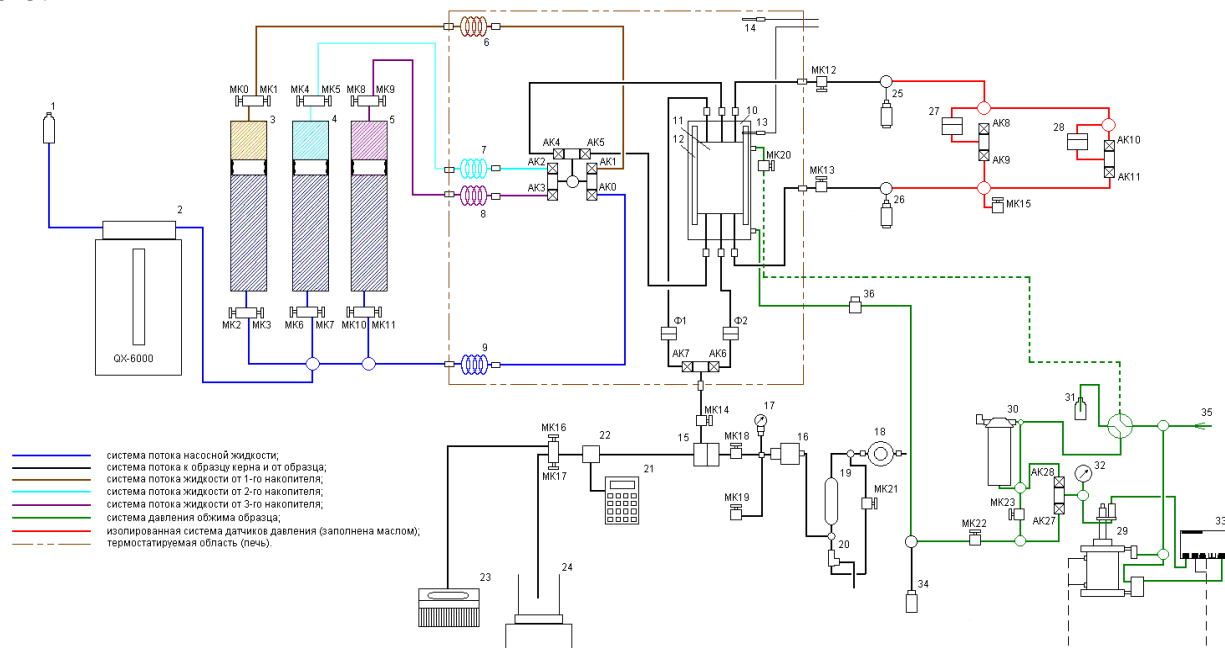 14
6
МК12
МК0
МК1
МК4
МК5
МК8
МК9
1
25
3
4
5
10
27
11
13
АК8
28
АК10
12
АК4
АК5
МК20
7
АК2
АК1
АК9
АК11
МК13
АК3
АК0
8
26
МК15
2
36
МК2
МК3
МК6
МК7
МК10
МК11
Ф1
Ф2
9
QX-6000
АК7
АК6
31
30
35
МК14
17
МК16
22
15
МК18
16
18
система потока насосной жидкости;
система потока к образцу керна и от образца;
система потока жидкости от 1-го накопителя;
система потока жидкости от 2-го накопителя;
система потока жидкости от 3-го накопителя;
система давления обжима образца;
изолированная система датчиков давления (заполнена маслом);
термостатируемая область (печь).
МК17
21
19
АК28
32
МК19
МК21
МК23
АК27
33
20
МК22
29
23
24
34